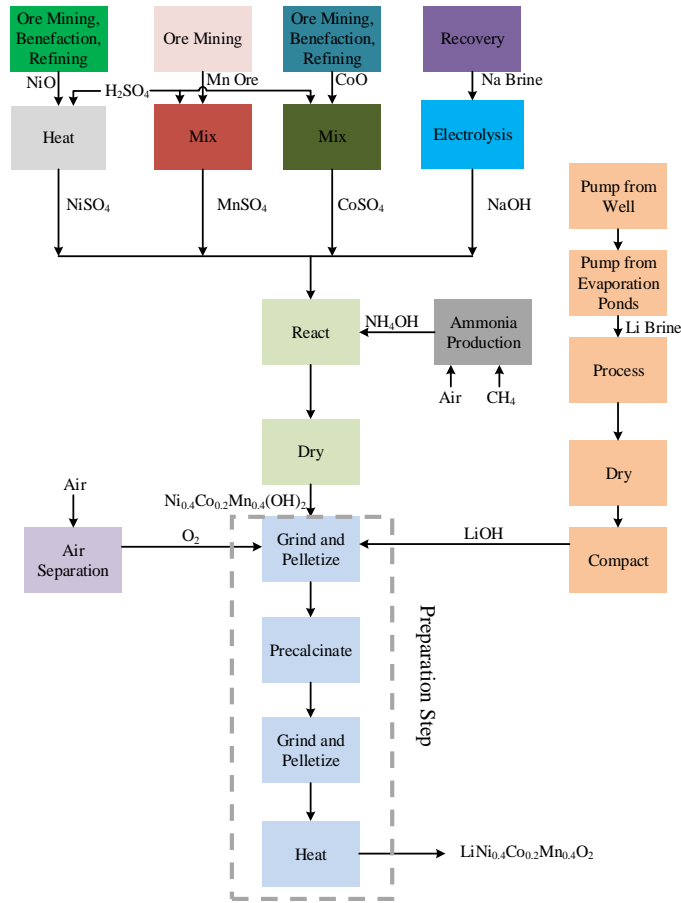 Ore Mining,
Benefaction,
Refining
Ore Mining
Ore Mining,
Benefaction,
Refining
Recovery
NiO
H₂SO₄
Mn Ore
CoO
Na Brine
Heat
Mix
Mix
Electrolysis
NiSO₄
MnSO₄
CoSO₄
NaOH
Pump from
Well
Pump from
Evaporation
Ponds
Li Brine
React
NH₄OH
Ammonia
Production
Air
CH₄
Process
Dry
Dry
Ni₀.₄Co₀.₂Mn₀.₄(OH)₂
Air
Air
Separation
O₂
Grind and
Pelletize
LiOH
Compact
Precalcinate
Preparation Step
Grind and
Pelletize
Heat
LiNi₀.₄Co₀.₂Mn₀.₄O₂